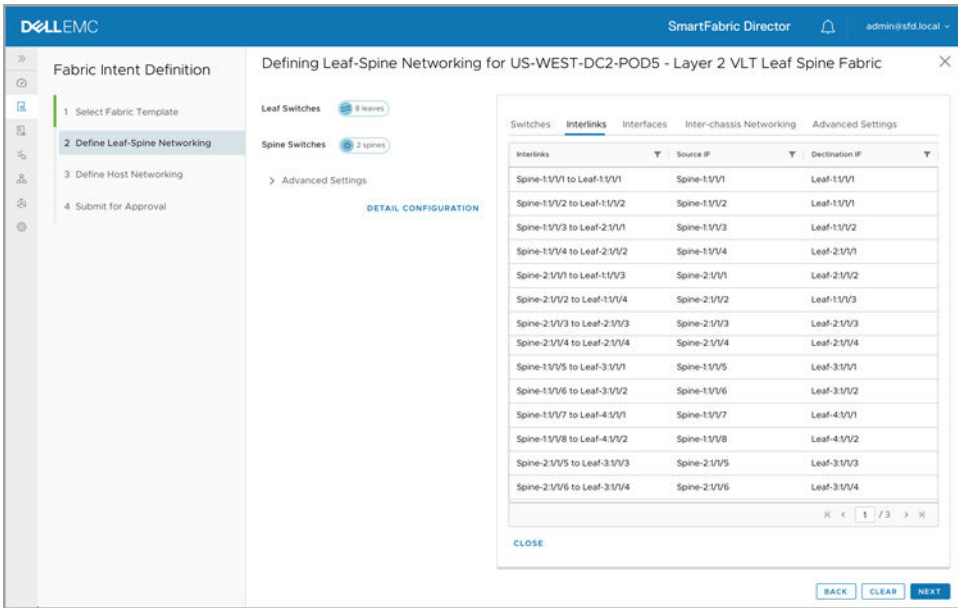 DELLEMC
SmartFabric Director
admin@sfd.local
Fabric Intent Definition
1 Select Fabric Template
2 Define Leaf-Spine Networking
3 Define Host Networking
4 Submit for Approval
Defining Leaf-Spine Networking for US-WEST-DC2-POD5 - Layer 2 VLT Leaf Spine Fabric
Leaf Switches 8 leaves
Spine Switches 2 spines
Advanced Settings
DETAIL CONFIGURATION
Switches Interlinks Interfaces Inter-chassis Networking Advanced Settings
Interlinks Source IF Dectination IF
Spine-1:1/1/1 to Leaf-1:1/1/1 Spine-1:1/1/1 Leaf-1:1/1/1
Spine-1:1/1/2 to Leaf-1:1/1/2 Spine-1:1/1/2 Leaf-1:1/1/1
Spine-1:1/1/3 to Leaf-2:1/1/1 Spine-1:1/1/3 Leaf-1:1/1/2
Spine-1:1/1/4 to Leaf-2:1/1/2 Spine-1:1/1/4 Leaf-2:1/1/1
Spine-2:1/1/1 to Leaf-1:1/1/3 Spine-2:1/1/1 Leaf-2:1/1/2
Spine-2:1/1/2 to Leaf-1:1/1/4 Spine-2:1/1/2 Leaf-1:1/1/3
Spine-2:1/1/3 to Leaf-2:1/1/3 Spine-2:1/1/3 Leaf-2:1/1/3
Spine-2:1/1/4 to Leaf-2:1/1/4 Spine-2:1/1/4 Leaf-2:1/1/4
Spine-1:1/1/5 to Leaf-3:1/1/1 Spine-1:1/1/5 Leaf-3:1/1/1
Spine-1:1/1/6 to Leaf-3:1/1/2 Spine-1:1/1/6 Leaf-3:1/1/2
Spine-1:1/1/7 to Leaf-4:1/1/1 Spine-1:1/1/7 Leaf-4:1/1/1
Spine-1:1/1/8 to Leaf-4:1/1/2 Spine-1:1/1/8 Leaf-4:1/1/2
Spine-2:1/1/5 to Leaf-3:1/1/3 Spine-2:1/1/5 Leaf-3:1/1/3
Spine-2:1/1/6 to Leaf-3:1/1/4 Spine-2:1/1/6 Leaf-3:1/1/4
1 / 3
CLOSE
BACK CLEAR NEXT